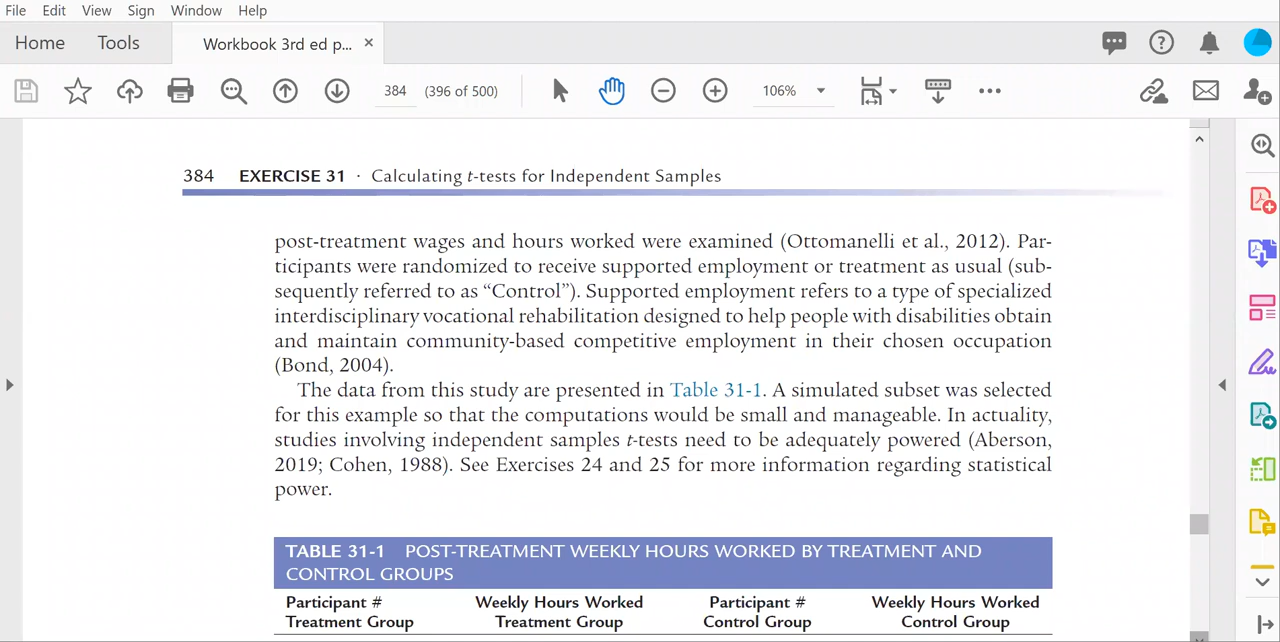 File Edit View Sign Window Help
Home Tools Workbook 3rd ed p... ×
384 (396 of 500) 106%
384 EXERCISE 31 · Calculating t-tests for Independent Samples
post-treatment wages and hours worked were examined (Ottomanelli et al., 2012). Par-
ticipants were randomized to receive supported employment or treatment as usual (sub-
sequently referred to as “Control”). Supported employment refers to a type of specialized
interdisciplinary vocational rehabilitation designed to help people with disabilities obtain
and maintain community-based competitive employment in their chosen occupation
(Bond, 2004).
The data from this study are presented in Table 31-1. A simulated subset was selected
for this example so that the computations would be small and manageable. In actuality,
studies involving independent samples t-tests need to be adequately powered (Aberson,
2019; Cohen, 1988). See Exercises 24 and 25 for more information regarding statistical
power.
TABLE 31-1 POST-TREATMENT WEEKLY HOURS WORKED BY TREATMENT AND
CONTROL GROUPS
Participant # Weekly Hours Worked Participant # Weekly Hours Worked
Treatment Group Treatment Group Control Group Control Group